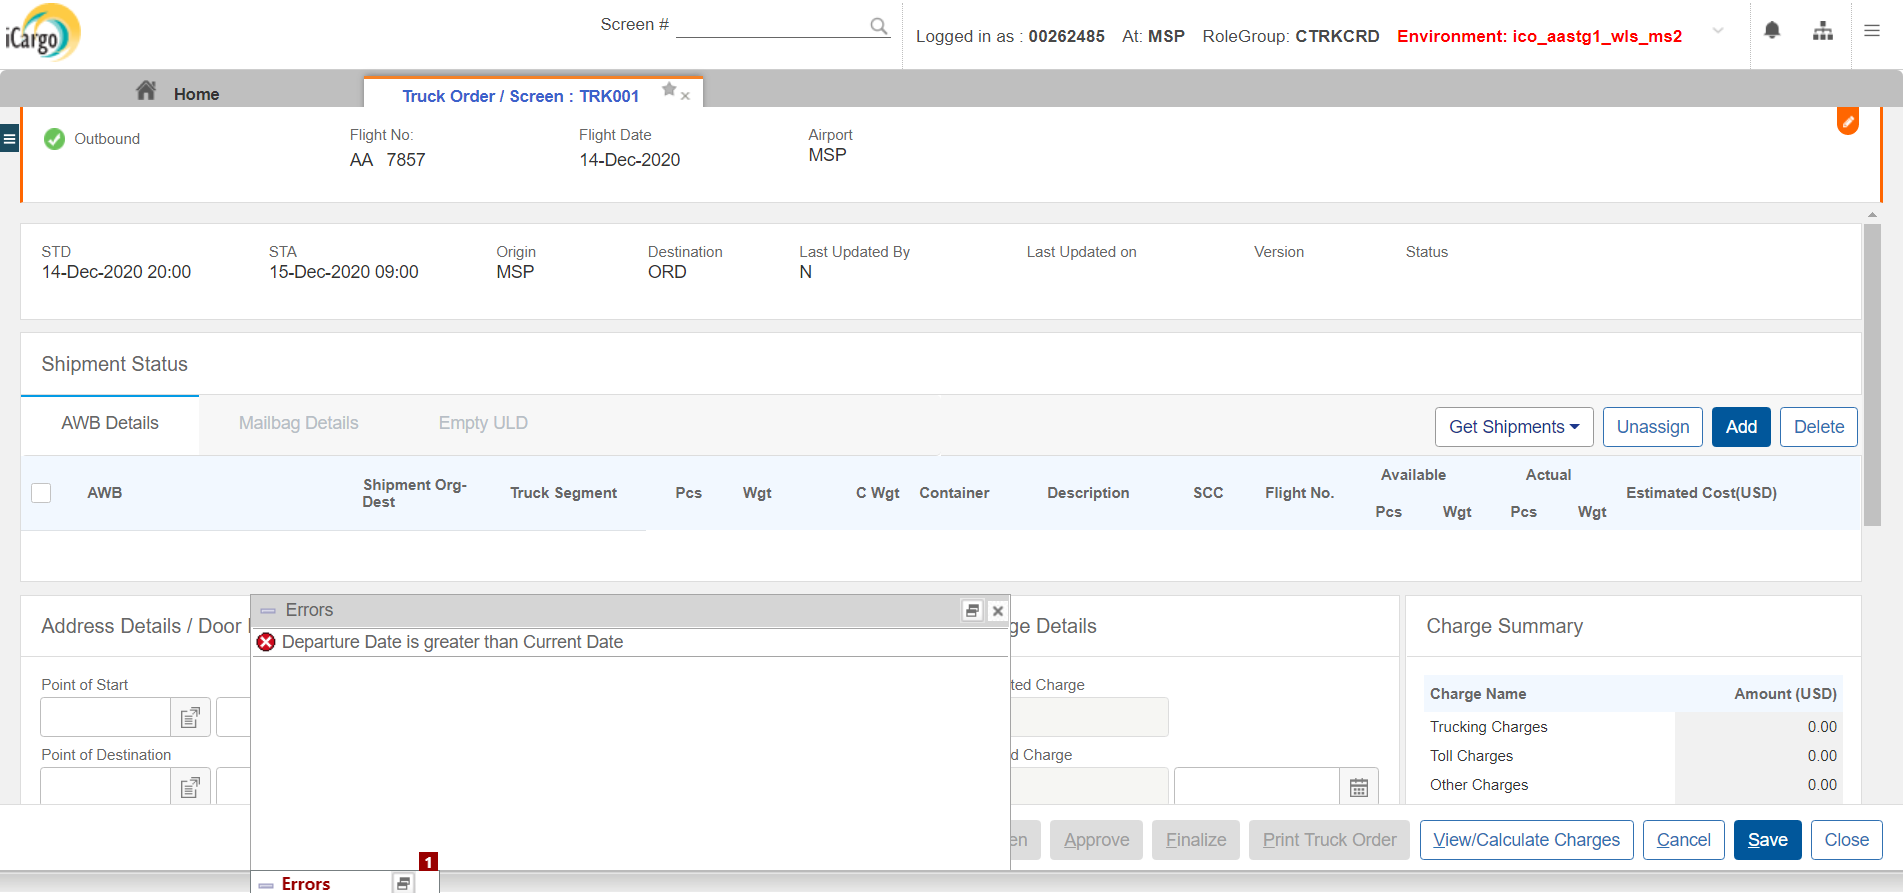 iCargo
Screen #
Logged in as : 00262485 At: MSP RoleGroup: CTRKCRD Environment: ico_aastg1_wls_ms2
Home
Truck Order / Screen : TRK001
Outbound
Flight No:
AA 7857
Flight Date
14-Dec-2020
Airport
MSP
STD
14-Dec-2020 20:00
STA
15-Dec-2020 09:00
Origin
MSP
Destination
ORD
Last Updated By
N
Last Updated on
Version
Status
Shipment Status
AWB Details
Mailbag Details
Empty ULD
Get Shipments
Unassign
Add
Delete
AWB
Shipment Org-
Dest
Truck Segment
Pcs
Wgt
C Wgt
Container
Description
SCC
Flight No.
Available
Pcs
Wgt
Actual
Pcs
Wgt
Estimated Cost(USD)
Address Details / Door
Errors
Departure Date is greater than Current Date
ge Details
Charge Summary
Point of Start
ted Charge
Charge Name
Amount (USD)
Trucking Charges
0.00
Point of Destination
d Charge
Toll Charges
0.00
Other Charges
0.00
en
Approve
Finalize
Print Truck Order
View/Calculate Charges
Cancel
Save
Close
1
Errors